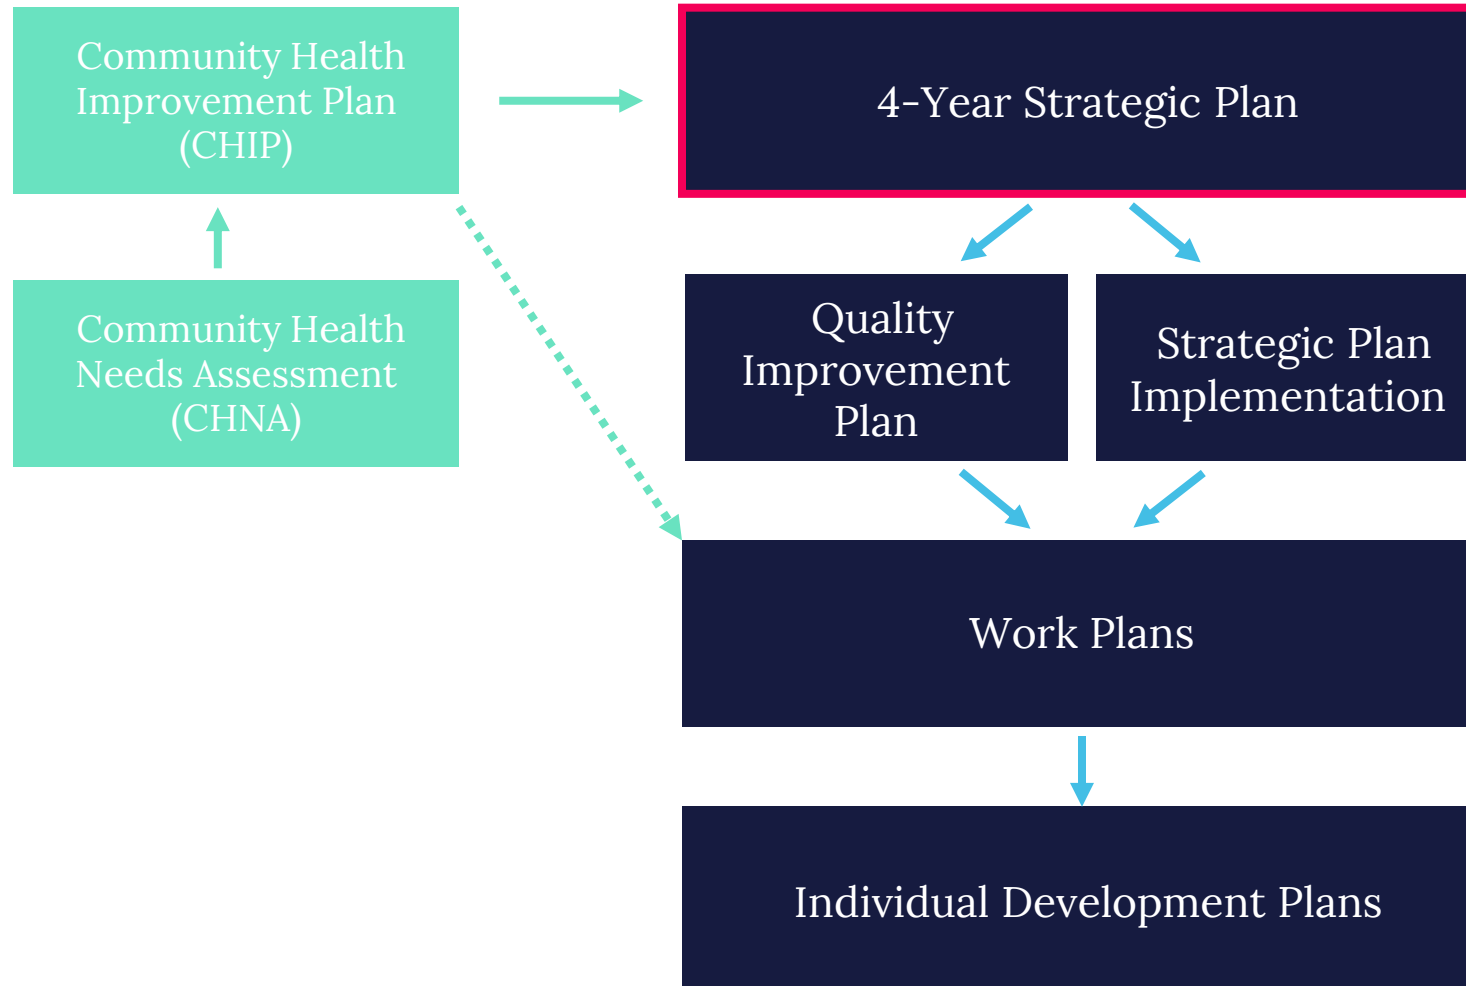 Community Health
Improvement Plan
(CHIP)
4-Year Strategic Plan
Community Health
Needs Assessment
(CHNA)
Quality
Improvement
Plan
Strategic Plan
Implementation
Work Plans
Individual Development Plans